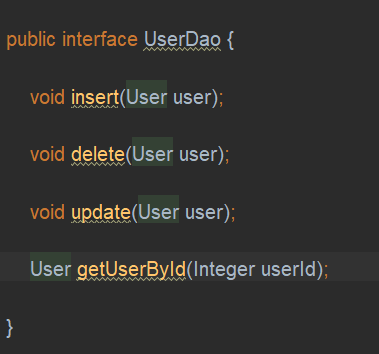 public interface UserDao {
void insert(User user);
void delete(User user);
void update(User user);
User getUserById(Integer userId);
}